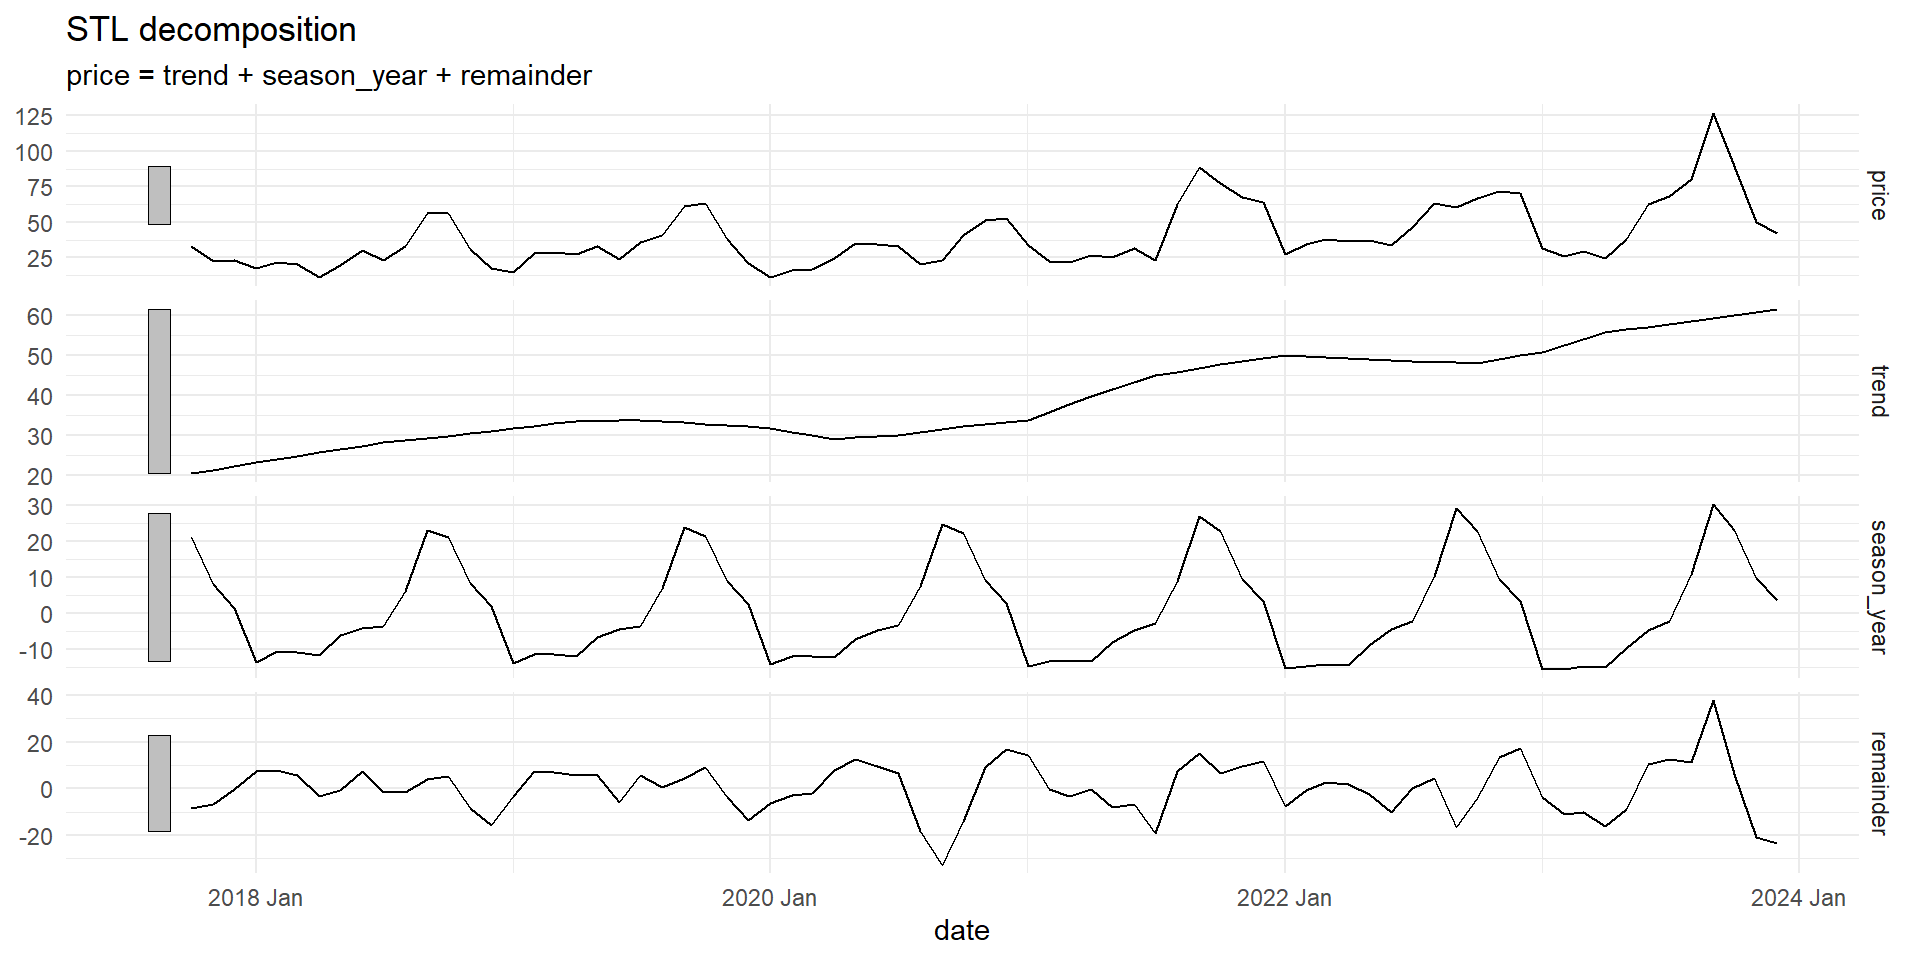 STL decomposition
price = trend + season_year + remainder
125
100
75
50
25
price
60
50
40
30
20
trend
30
20
10
0
-10
season_year
40
20
0
-20
remainder
2018 Jan
2020 Jan
2022 Jan
2024 Jan
date